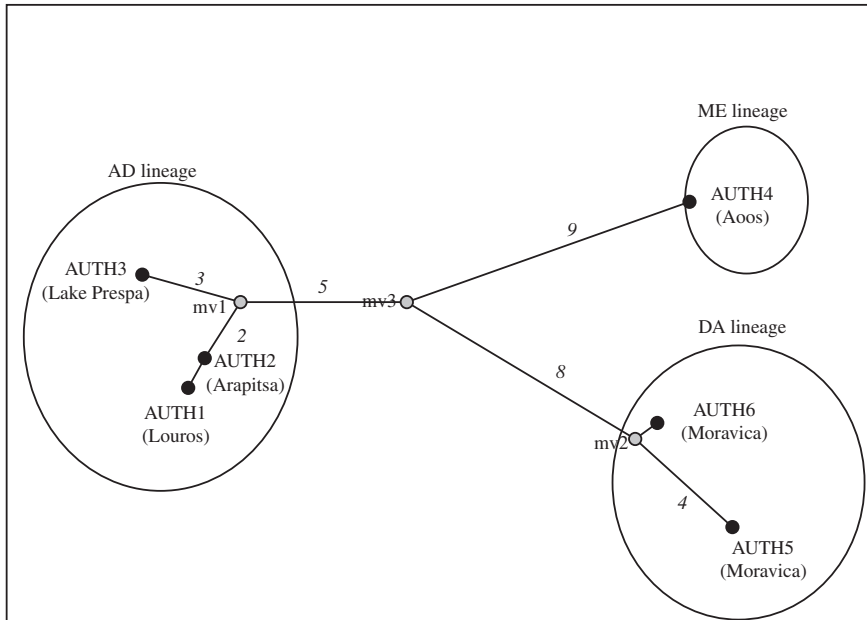 ME lineage
AD lineage
AUTH4
(Aoos)
9
AUTH3
(Lake Prespa)
3
mv1
5
mv3
2
AUTH2
(Arapitsa)
AUTH1
(Louros)
DA lineage
8
AUTH6
(Moravica)
mv2
4
AUTH5
(Moravica)